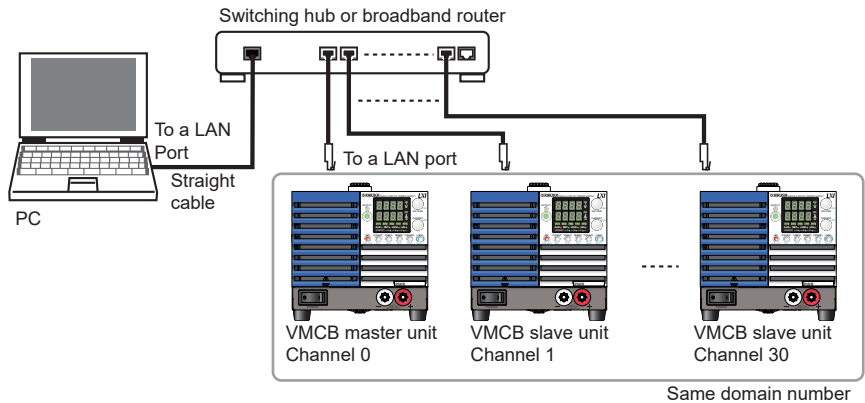 Switching hub or broadband router
To a LAN
Port
Straight
cable
PC
To a LAN port
VMCB master unit
Channel 0
VMCB slave unit
Channel 1
VMCB slave unit
Channel 30
Same domain number